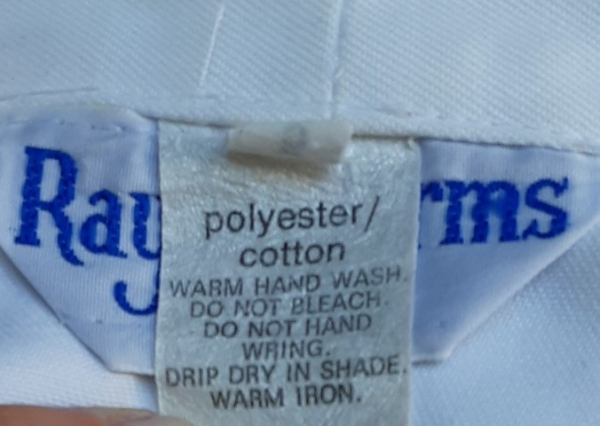 Ray rms
polyester/
cotton
WARM HAND WASH.
DO NOT BLEACH.
DO NOT HAND
WRING.
DRIP DRY IN SHADE.
WARM IRON.